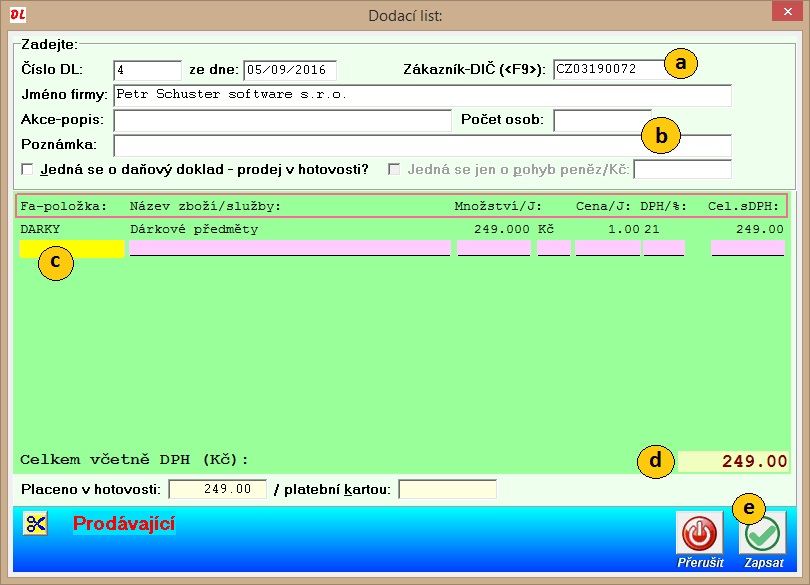 DL Dodací list:
Zadejte:
Číslo DL: 4 ze dne: 05/09/2016 Zákazník-DIČ (<F9>): CZ03190072 a
Jméno firmy: Petr Schuster software s.r.o.
Akce-popis: Počet osob:
b
Poznámka:
Jedná se o daňový doklad - prodej v hotovosti? Jedná se jen o pohyb peněz/Kč:
Fa-položka: Název zboží/služby: Množství/J: Cena/J: DPH/%: Cel.sDPH:
DARKY Dárkové předměty 249.000 Kč 1.00 21 249.00
c
Celkem včetně DPH (Kč): d 249.00
Placeno v hotovosti: 249.00 / platební kartou:
e
Prodávající
Přerušit Zapsat